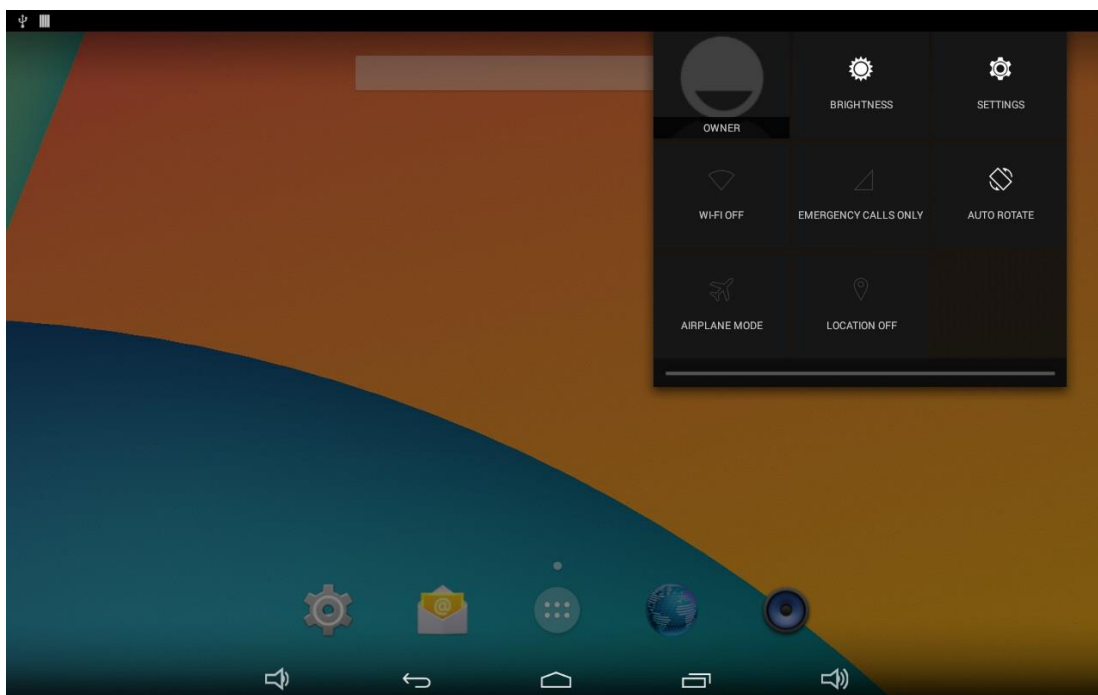 OWNER
BRIGHTNESS
SETTINGS
WI-FI OFF
EMERGENCY CALLS ONLY
AUTO ROTATE
AIRPLANE MODE
LOCATION OFF
@